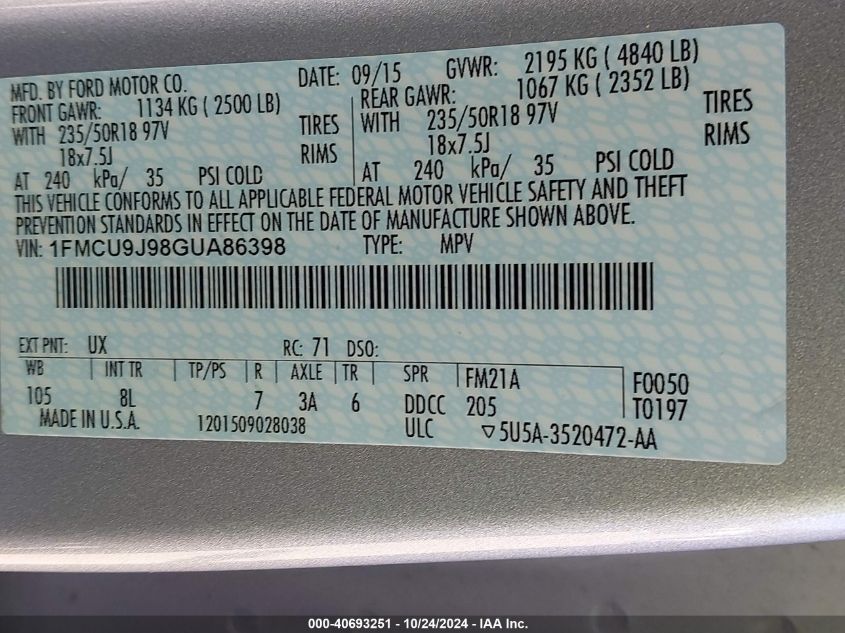 MFD. BY FORD MOTOR CO. DATE: 09/15 GVWR: 2195 KG ( 4840 LB)
FRONT GAWR: 1134 KG ( 2500 LB) REAR GAWR: 1067 KG ( 2352 LB)
WITH 235/50R18 97V TIRES WITH 235/50R18 97V TIRES
18x7.5J RIMS 18x7.5J RIMS
AT 240 kPa/ 35 PSI COLD AT 240 kPa/ 35 PSI COLD
THIS VEHICLE CONFORMS TO ALL APPLICABLE FEDERAL MOTOR VEHICLE SAFETY AND THEFT
PREVENTION STANDARDS IN EFFECT ON THE DATE OF MANUFACTURE SHOWN ABOVE.
VIN: 1FMCU9J98GUA86398 TYPE: MPV
EXT PNT: UX RC: 71 DSO:
WB INT TR TP/PS R AXLE TR SPR FM21A F0050
105 8L 7 3A 6 DDCC 205 T0197
MADE IN U.S.A. 1201509028038 ULC ▽5U5A-3520472-AA
000-40693251 - 10/24/2024 - IAA Inc.